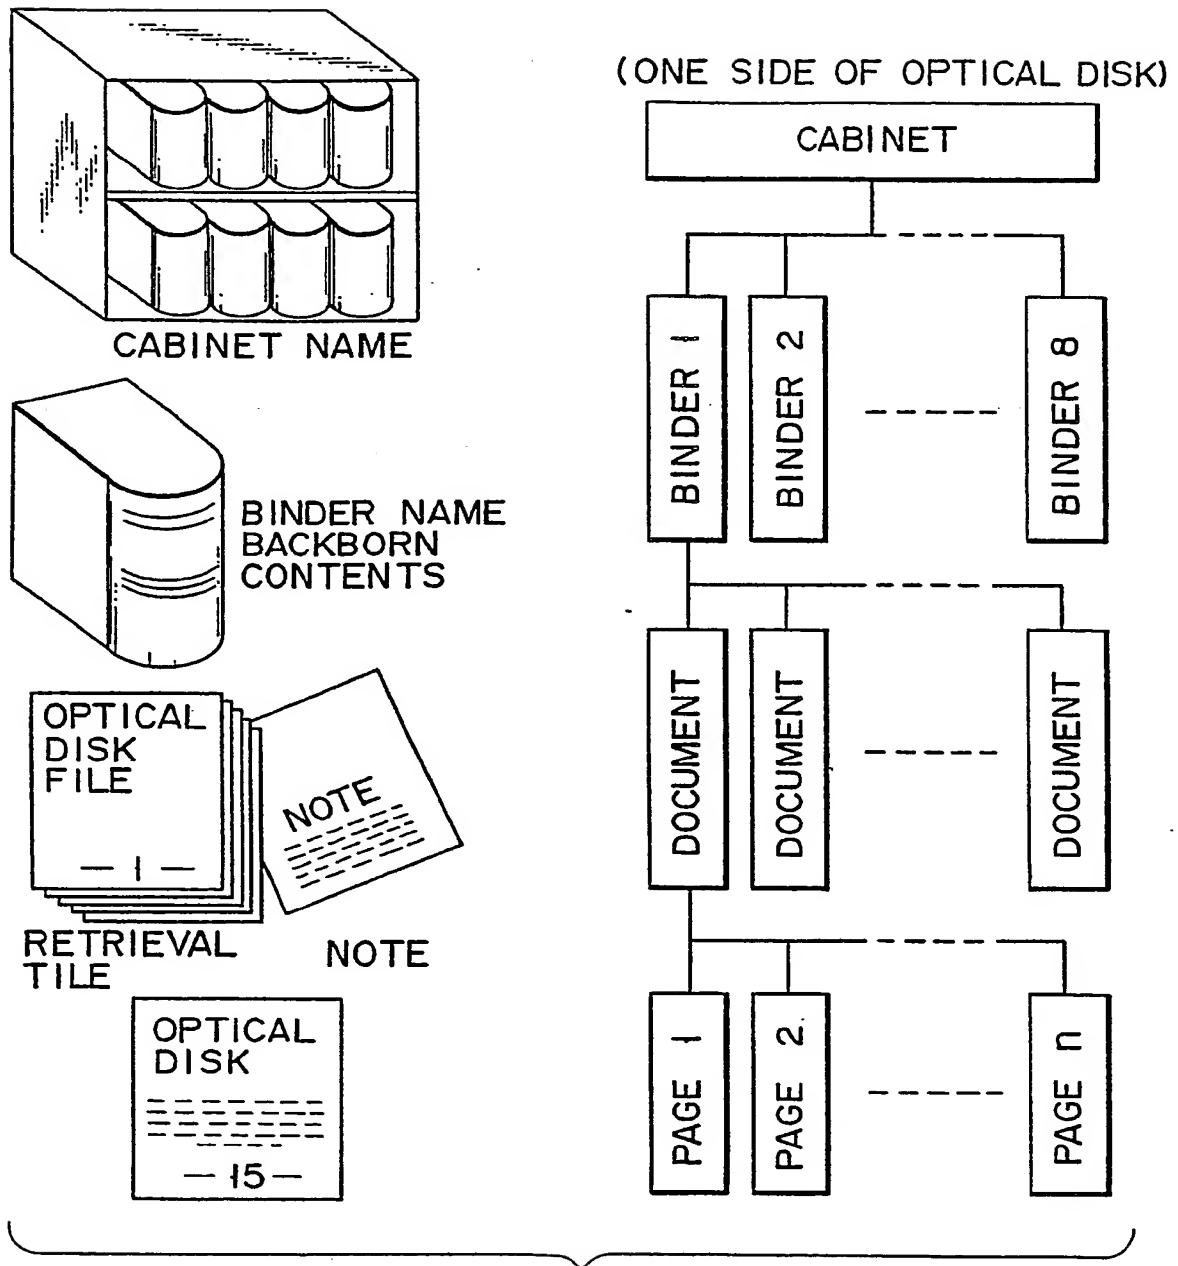 (ONE SIDE OF OPTICAL DISK)
CABINET
CABINET NAME
BINDER 1
BINDER 2
BINDER 8
BINDER NAME
BACKBORN
CONTENTS
OPTICAL
DISK
FILE
— 1 —
NOTE
RETRIEVAL
TILE
NOTE
DOCUMENT
DOCUMENT
DOCUMENT
OPTICAL
DISK
— 15 —
PAGE 1
PAGE 2
PAGE n